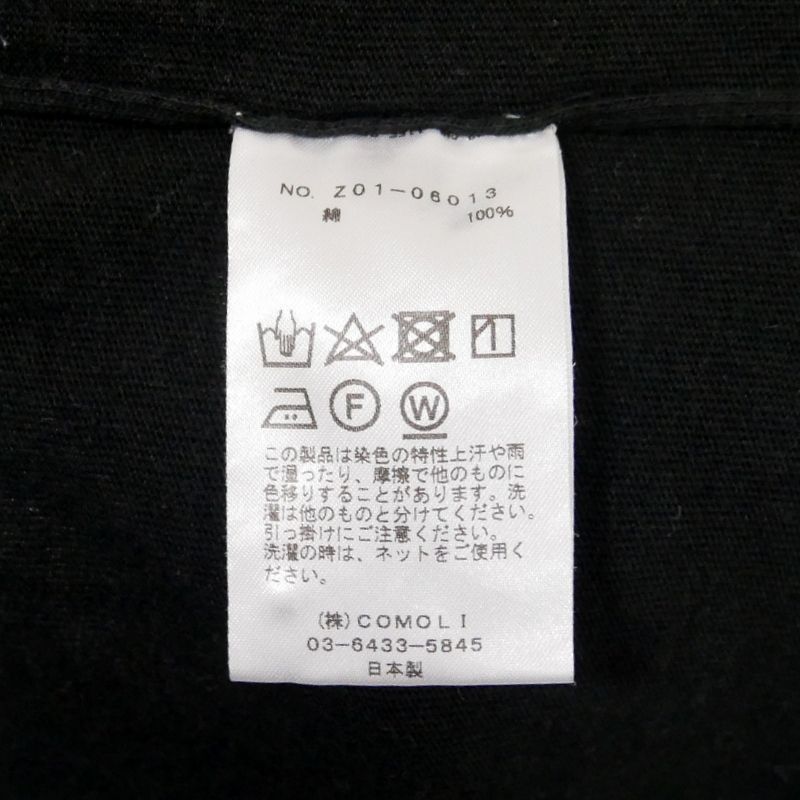 NO. Z01-06013
綿 100%
F W
この製品は染色の特性上汗や雨
で湿ったり、摩擦で他のものに
色移りすることがあります。洗
濯は他のものと分けてください。
引っ掛けにご注意ください。
洗濯の時は、ネットをご使用く
ださい。
(株)COMOLI
03-6433-5845
日本製